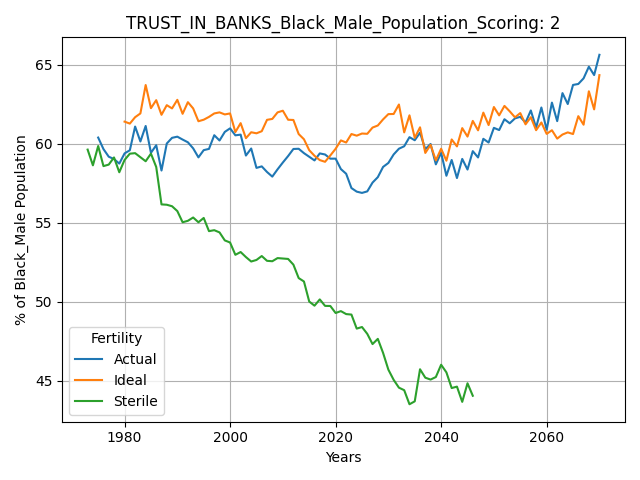 TRUST_IN_BANKS_Black_Male_Population_Scoring: 2
% of Black_Male Population
65
60
55
50
45
Fertility
Actual
Ideal
Sterile
1980 2000 2020 2040 2060
Years